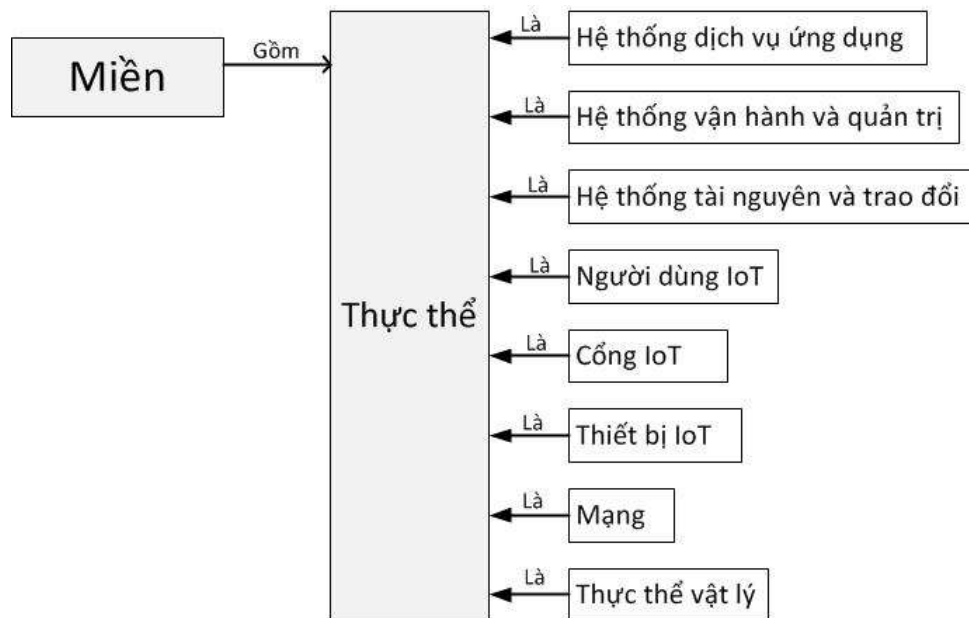 Miền
Gồm
Thực thể
Là
Hệ thống dịch vụ ứng dụng
Là
Hệ thống vận hành và quản trị
Là
Hệ thống tài nguyên và trao đổi
Là
Người dùng IoT
Là
Cổng IoT
Là
Thiết bị IoT
Là
Mạng
Là
Thực thể vật lý